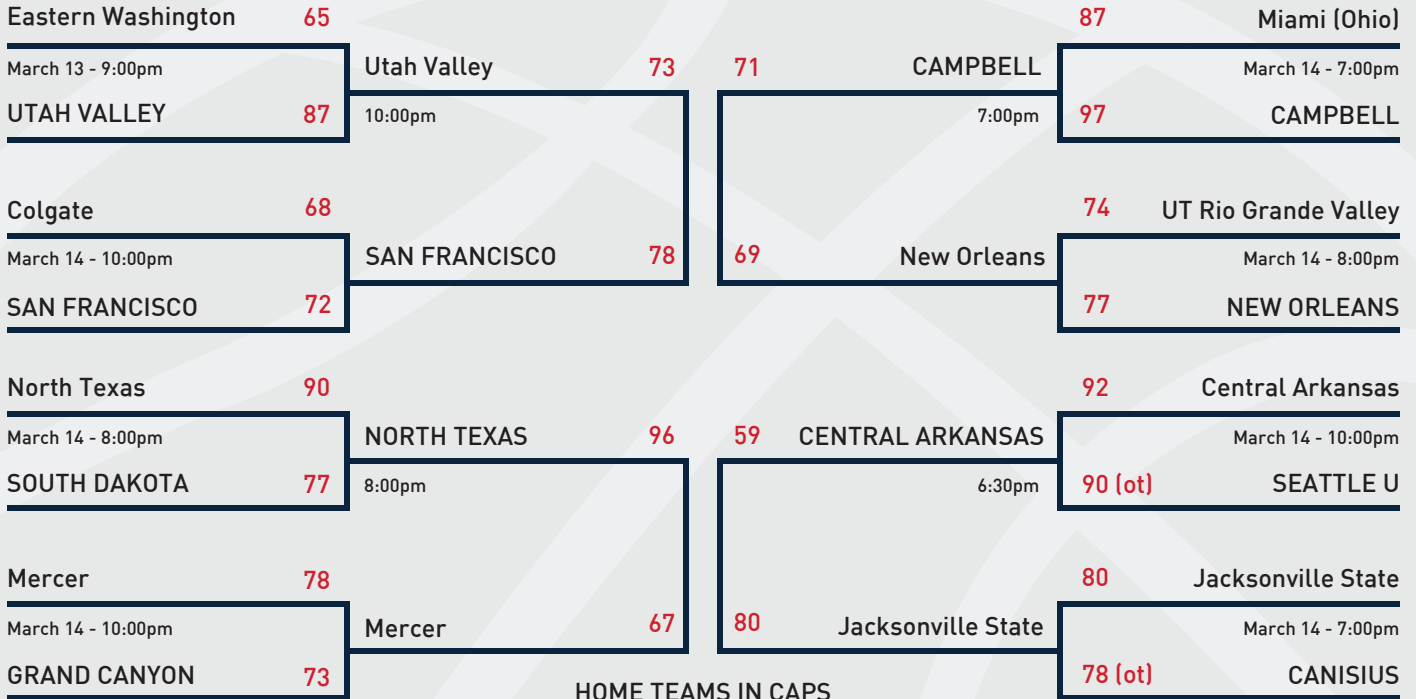 Eastern Washington 65
March 13 - 9:00pm
UTAH VALLEY 87
Colgate 68
March 14 - 10:00pm
SAN FRANCISCO 72
North Texas 90
March 14 - 8:00pm
SOUTH DAKOTA 77
Mercer 78
March 14 - 10:00pm
GRAND CANYON 73
Utah Valley 73
10:00pm
SAN FRANCISCO 78
NORTH TEXAS 96
8:00pm
Mercer 67
71 CAMPBELL
7:00pm
69 New Orleans
59 CENTRAL ARKANSAS
6:30pm
80 Jacksonville State
87 Miami (Ohio)
March 14 - 7:00pm
97 CAMPBELL
74 UT Rio Grande Valley
March 14 - 8:00pm
77 NEW ORLEANS
92 Central Arkansas
March 14 - 10:00pm
90 (ot) SEATTLE U
80 Jacksonville State
March 14 - 7:00pm
78 (ot) CANISIUS
HOME TEAMS IN CAPS